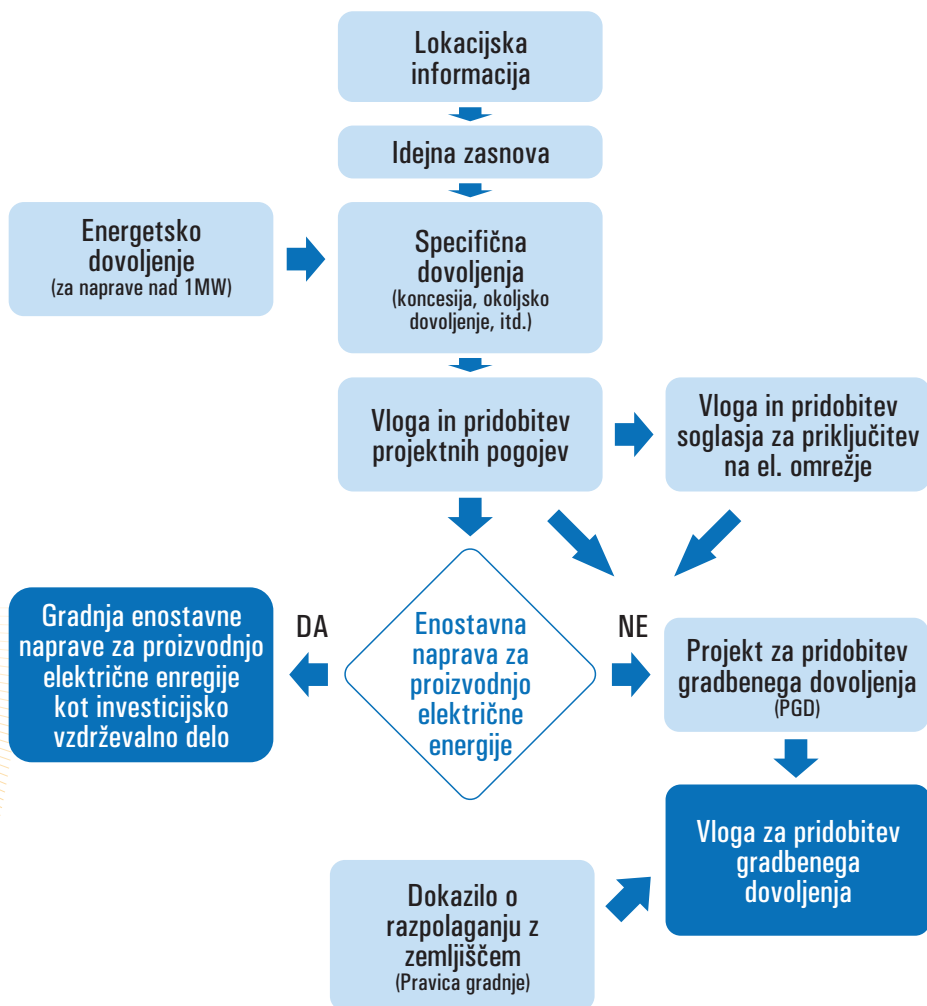 Lokacijska
informacija
Idejna zasnova
Energetsko
dovoljenje
(za naprave nad 1MW)
Specifična
dovoljenja
(koncesija, okoljsko
dovoljenje, itd.)
Vloga in pridobitev
projektnih pogojev
Vloga in pridobitev
soglasja za priključitev
na el. omrežje
Gradnja enostavne
naprave za proizvodnjo
električne enregije
kot investicijsko
vzdrževalno delo
DA
Enostavna
naprava za
proizvodnjo
električne
energije
NE
Projekt za pridobitev
gradbenega dovoljenja
(PGD)
Vloga za pridobitev
gradbenega
dovoljenja
Dokazilo o
razpolaganju z
zemljiščem
(Pravica gradnje)